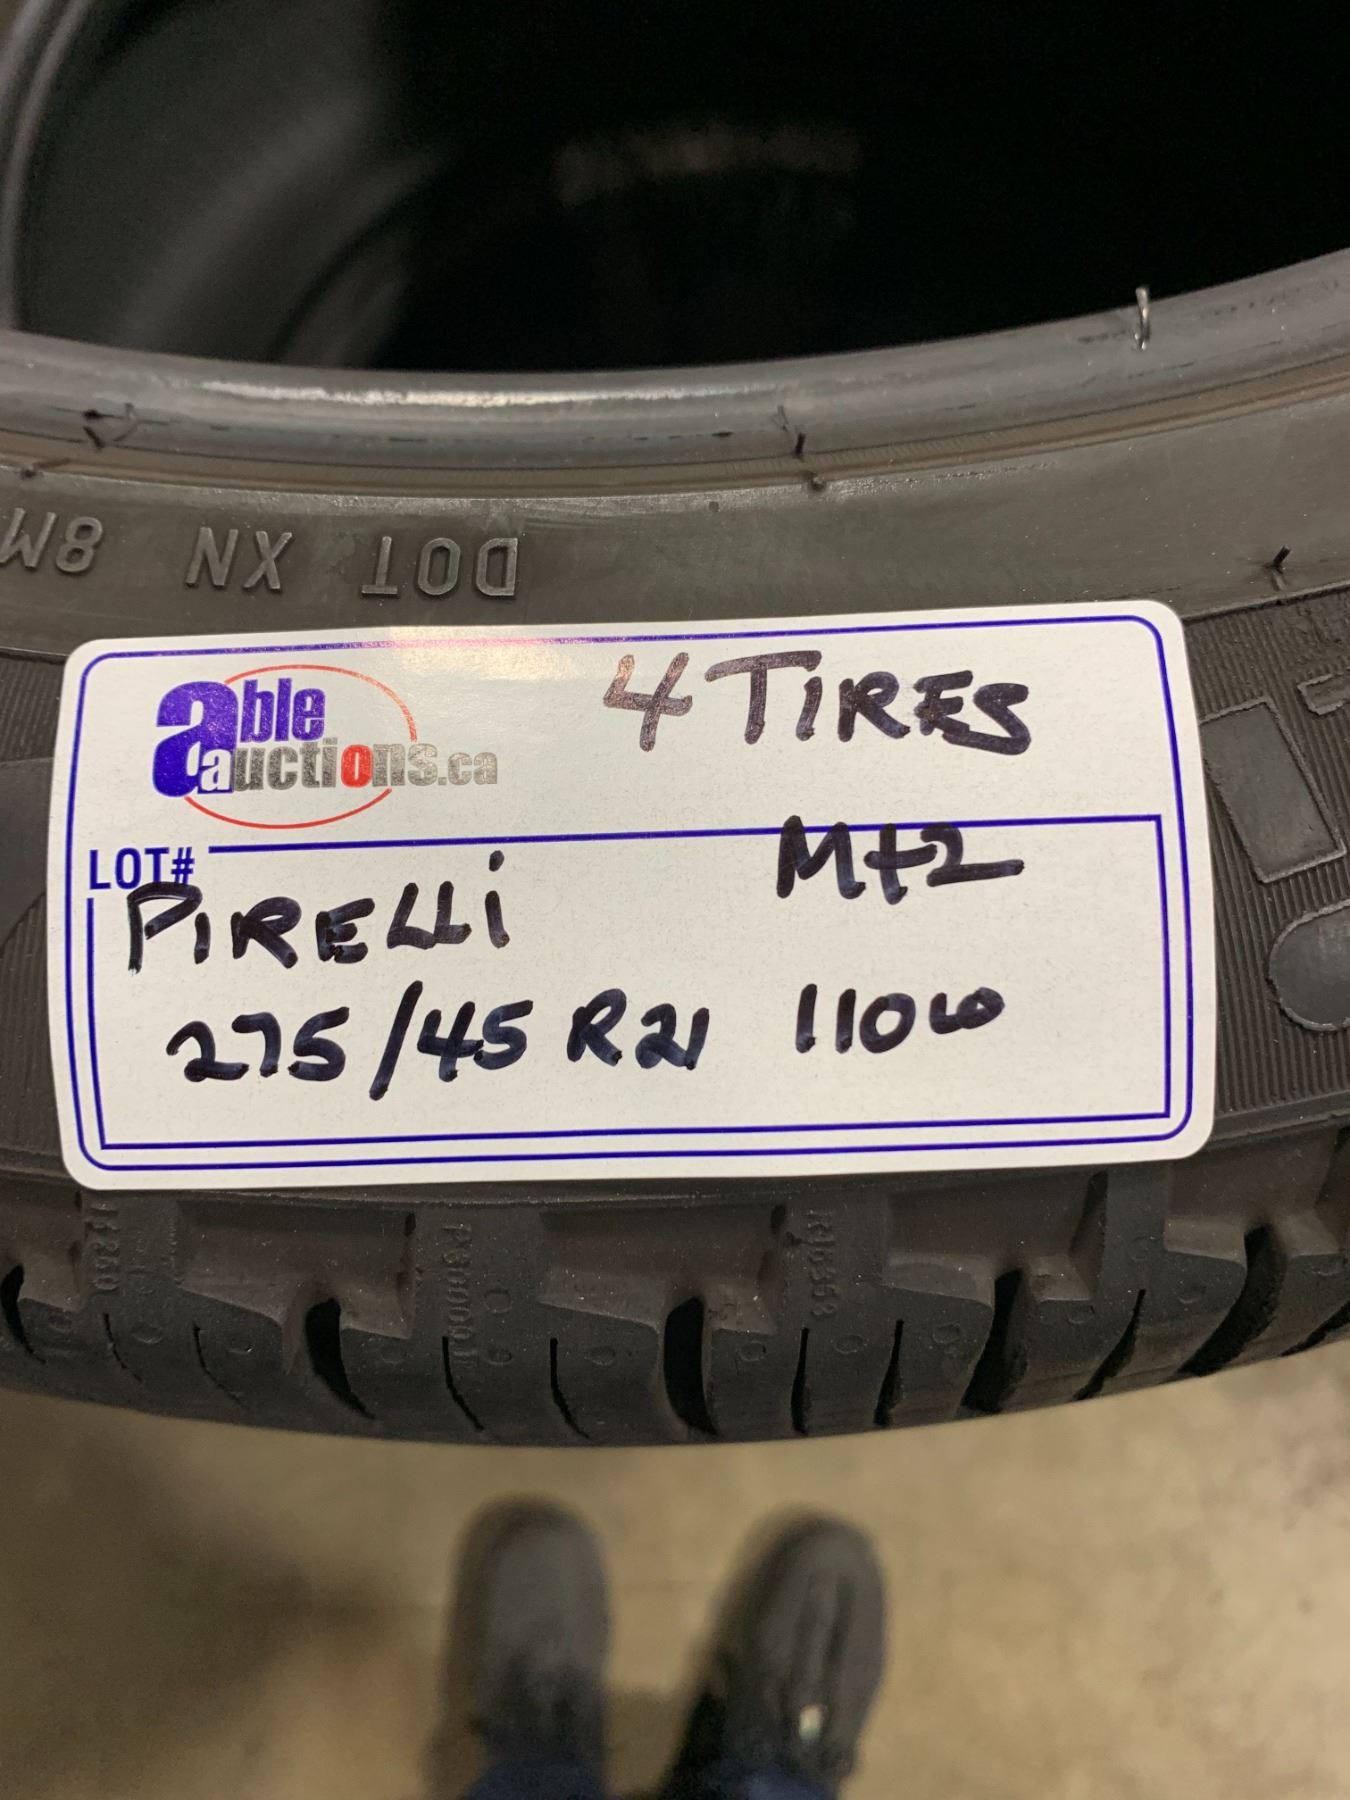 8M XN DOT
able
auctions.ca
4 TIRES
LOT#
PIRELLi M+2
275/45 R21 110W